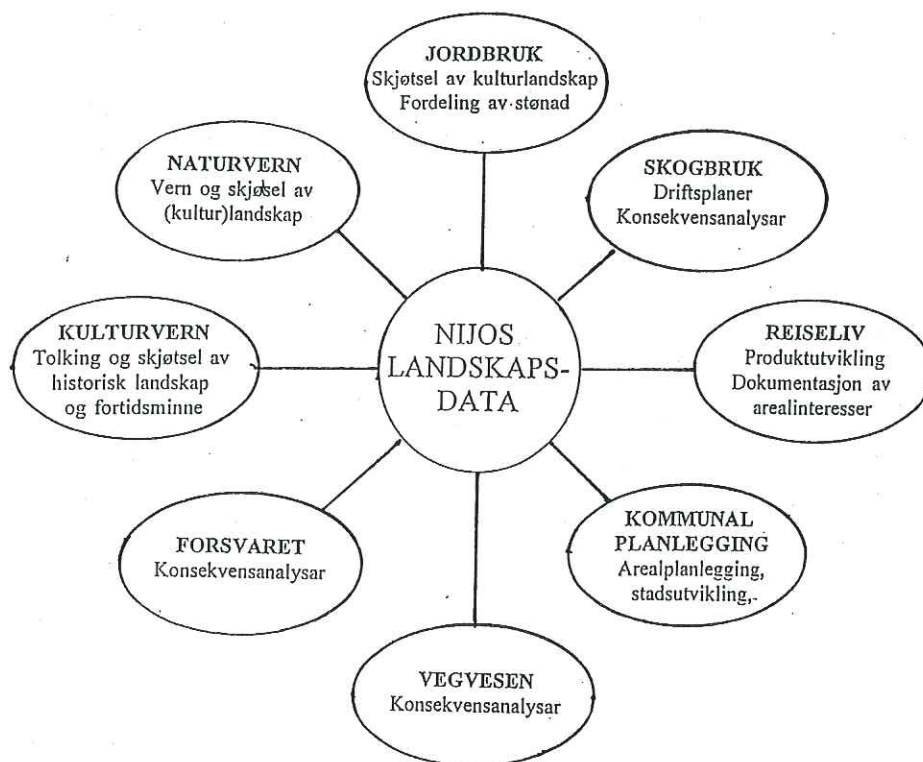 JORDBRUK
Skjøtsel av kulturlandskap
Fordeling av stønad
NATURVERN
Vern og skjøtsel av
(kultur)landskap
SKOGBRUK
Driftsplaner
Konsekvensanalysar
KULTURVERN
Tolking og skjøtsel av
historisk landskap
og fortidsminne
NIJOS
LANDSKAPS-
DATA
REISELIV
Produktutvikling
Dokumentasjon av
arealinteresser
FORSVARET
Konsekvensanalysar
KOMMUNAL
PLANLEGGING
Arealplanlegging,
stadsutvikling,-
VEGVESEN
Konsekvensanalysar